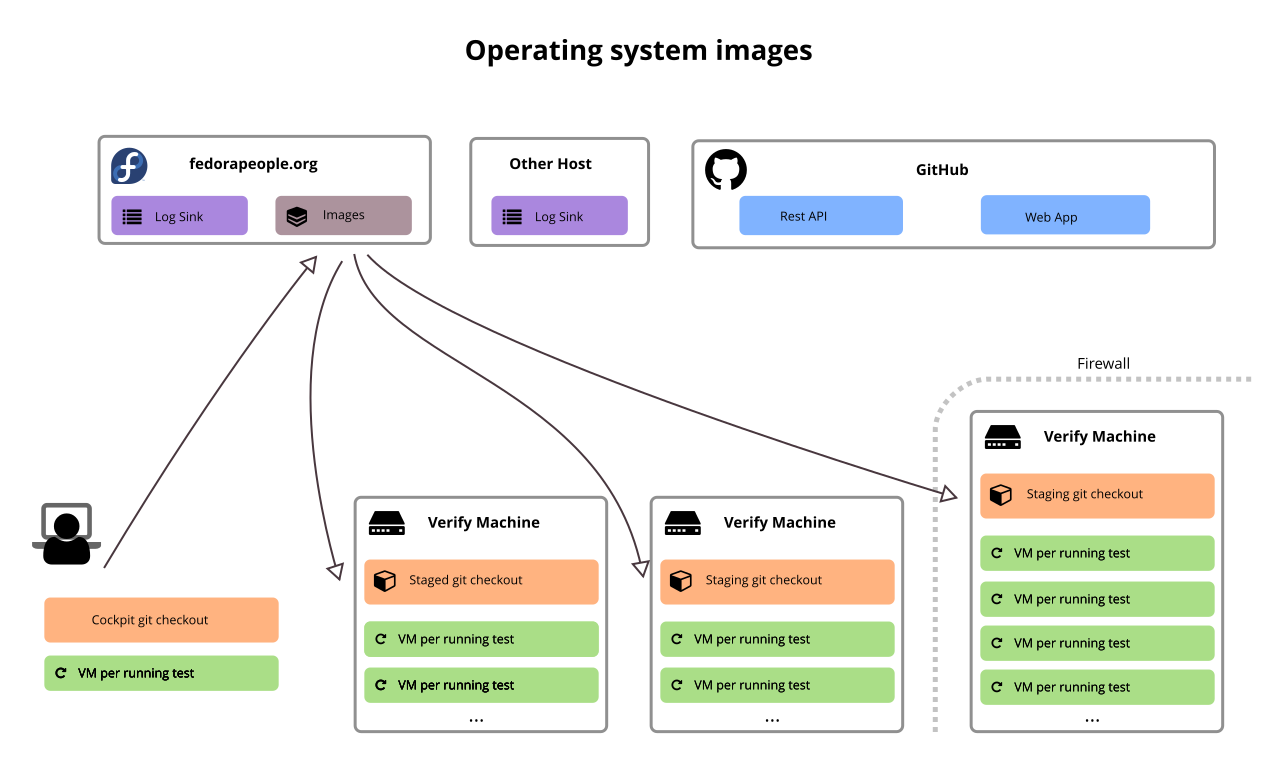 Operating system images
fedorapeople.org
Log Sink
Images
Other Host
Log Sink
GitHub
Rest API
Web App
Firewall
Cockpit git checkout
VM per running test
Verify Machine
Staged git checkout
VM per running test
VM per running test
...
Verify Machine
Staging git checkout
VM per running test
VM per running test
...
Verify Machine
Staging git checkout
VM per running test
VM per running test
VM per running test
VM per running test
...